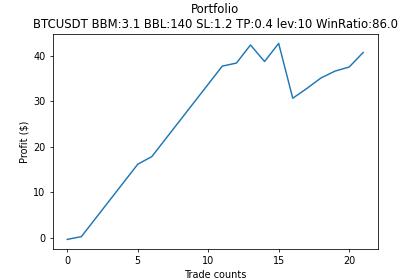 Portfolio
BTCUSDT BBM:3.1 BBL:140 SL:1.2 TP:0.4 lev:10 WinRatio:86.0
40
30
20
10
0
Profit ($)
0 5 10 15 20
Trade counts